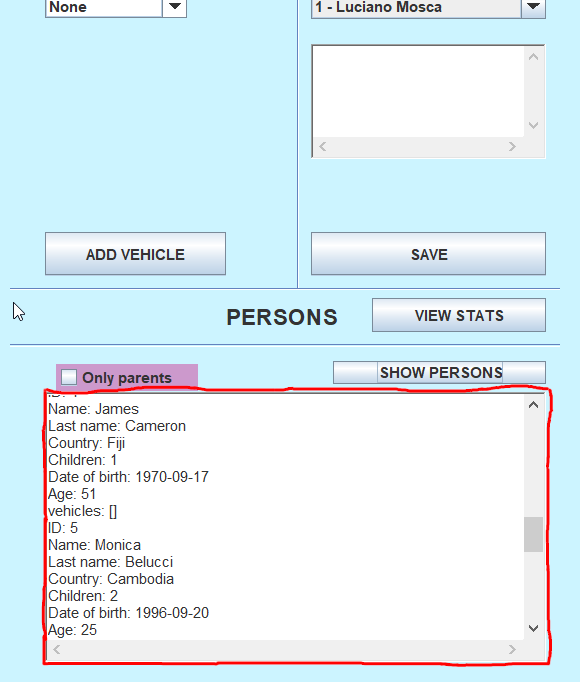 None
1 - Luciano Mosca
ADD VEHICLE
SAVE
PERSONS
VIEW STATS
Only parents
SHOW PERSONS
Name: James
Last name: Cameron
Country: Fiji
Children: 1
Date of birth: 1970-09-17
Age: 51
vehicles: []
ID: 5
Name: Monica
Last name: Belucci
Country: Cambodia
Children: 2
Date of birth: 1996-09-20
Age: 25